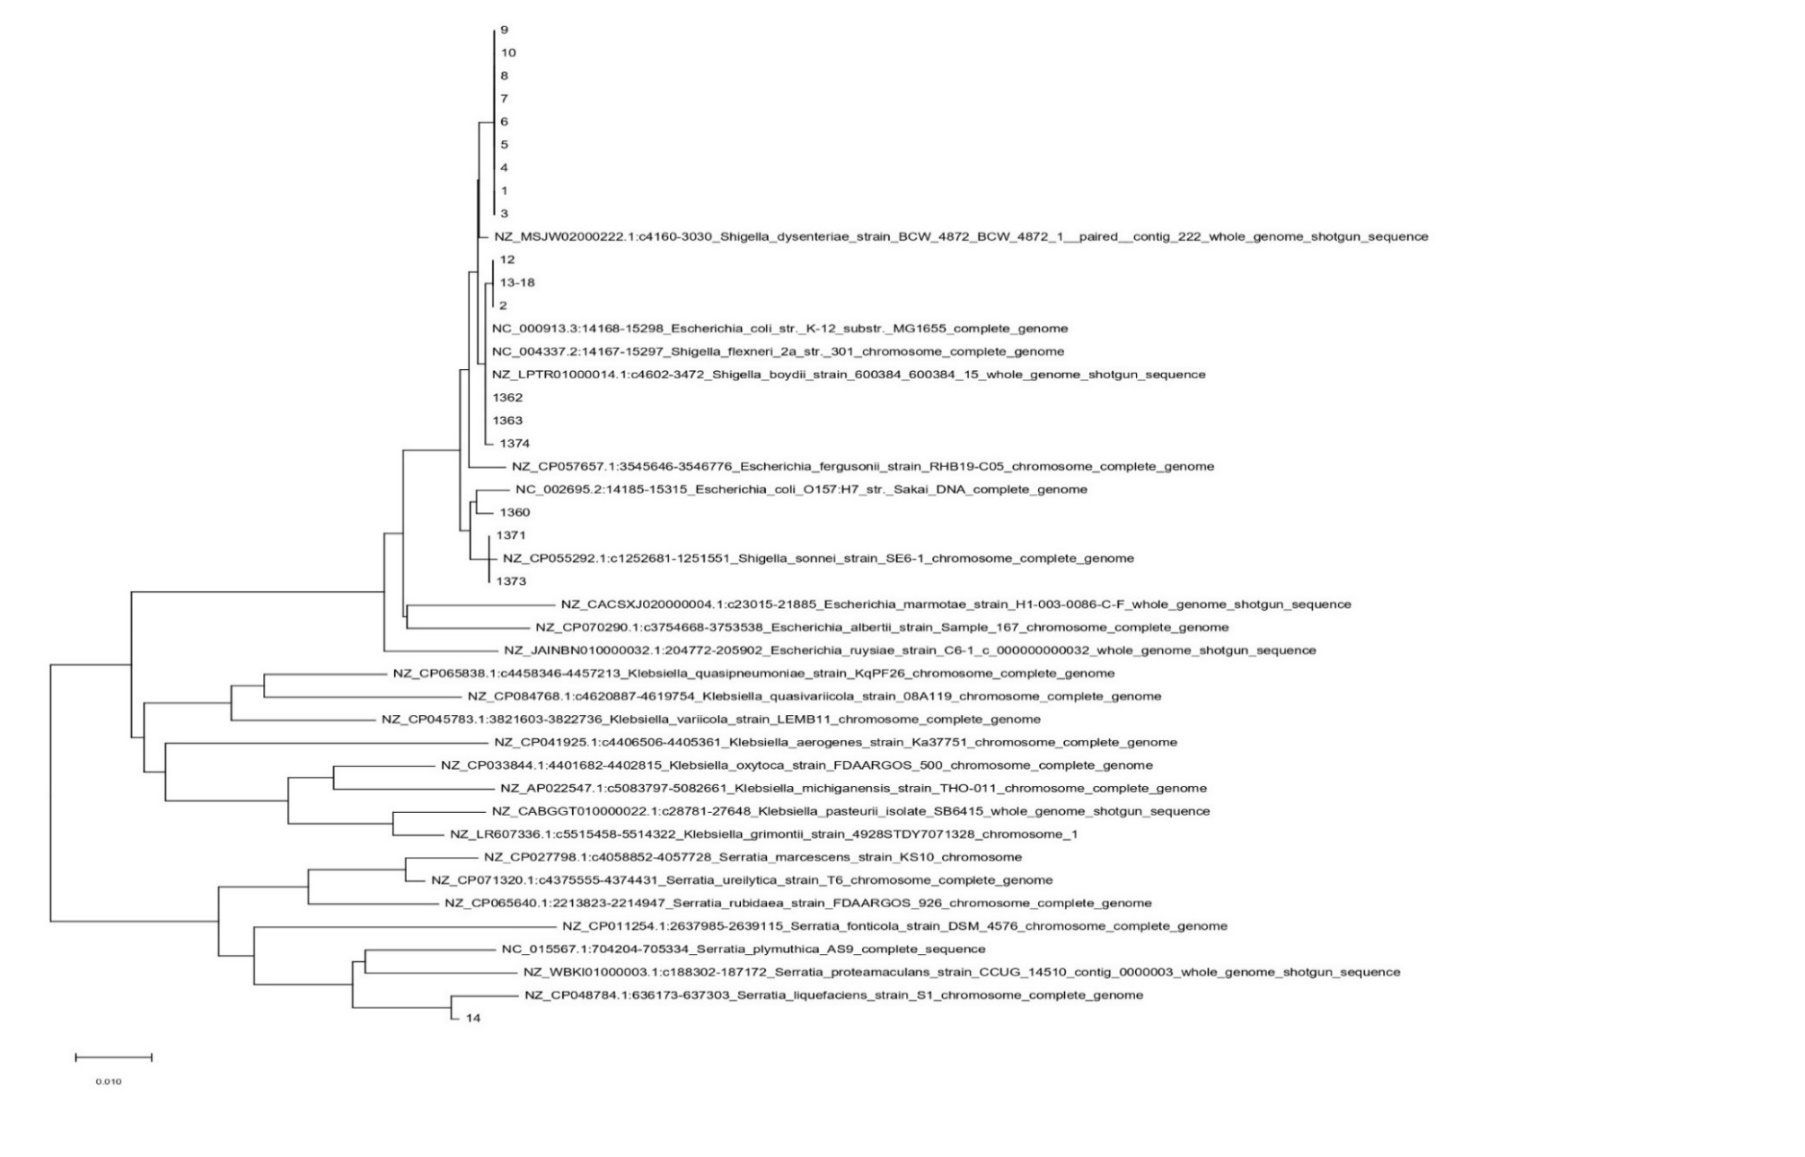 9
10
8
7
6
5
4
1
3
NZ_MSJW02000222.1:c4160-3030_Shigella_dysenteriae_strain_BCW_4872_BCW_4872_1__paired__contig_222_whole_genome_shotgun_sequence
12
13-18
2
NC_000913.3:14168-15298_Escherichia_coli_str._K-12_substr._MG1655_complete_genome
NC_004337.2:14167-15297_Shigella_flexneri_2a_str._301_chromosome_complete_genome
NZ_LPTR01000014.1:c4602-3472_Shigella_boydii_strain_600384_600384_15_whole_genome_shotgun_sequence
1362
1363
1374
NZ_CP057657.1:3545646-3546776_Escherichia_fergusonii_strain_RHB19-C05_chromosome_complete_genome
NC_002695.2:14185-15315_Escherichia_coli_O157:H7_str._Sakai_DNA_complete_genome
1360
1371
NZ_CP055292.1:c1252681-1251551_Shigella_sonnei_strain_SE6-1_chromosome_complete_genome
1373
NZ_CACSXJ020000004.1:c23015-21885_Escherichia_marmotae_strain_H1-003-0086-C-F_whole_genome_shotgun_sequence
NZ_CP070290.1:c3754668-3753538_Escherichia_albertii_strain_Sample_167_chromosome_complete_genome
NZ_JAINBN010000032.1:204772-205902_Escherichia_ruysiae_strain_C6-1_c_000000000032_whole_genome_shotgun_sequence
NZ_CP065838.1:c4458346-4457213_Klebsiella_quasipneumoniae_strain_KqPF26_chromosome_complete_genome
NZ_CP084768.1:c4620887-4619754_Klebsiella_quasivariicola_strain_08A119_chromosome_complete_genome
NZ_CP045783.1:3821603-3822736_Klebsiella_variicola_strain_LEMB11_chromosome_complete_genome
NZ_CP041925.1:c4406506-4405361_Klebsiella_aerogenes_strain_Ka37751_chromosome_complete_genome
NZ_CP033844.1:4401682-4402815_Klebsiella_oxytoca_strain_FDAARGOS_500_chromosome_complete_genome
NZ_AP022547.1:c5083797-5082661_Klebsiella_michiganensis_strain_THO-011_chromosome_complete_genome
NZ_CABGGT010000022.1:c28781-27648_Klebsiella_pasteurii_isolate_SB6415_whole_genome_shotgun_sequence
NZ_LR607336.1:c5515458-5514322_Klebsiella_grimontii_strain_4928STDY7071328_chromosome_1
NZ_CP027798.1:c4058852-4057728_Serratia_marcescens_strain_KS10_chromosome
NZ_CP071320.1:c4375555-4374431_Serratia_ureilytica_strain_T6_chromosome_complete_genome
NZ_CP065640.1:2213823-2214947_Serratia_rubidaea_strain_FDAARGOS_926_chromosome_complete_genome
NZ_CP011254.1:2637985-2639115_Serratia_fonticola_strain_DSM_4576_chromosome_complete_genome
NC_015567.1:704204-705334_Serratia_plymuthica_AS9_complete_sequence
NZ_WBKI01000003.1:c188302-187172_Serratia_proteamaculans_strain_CCUG_14510_contig_0000003_whole_genome_shotgun_sequence
NZ_CP048784.1:636173-637303_Serratia_liquefaciens_strain_S1_chromosome_complete_genome
14
0.010